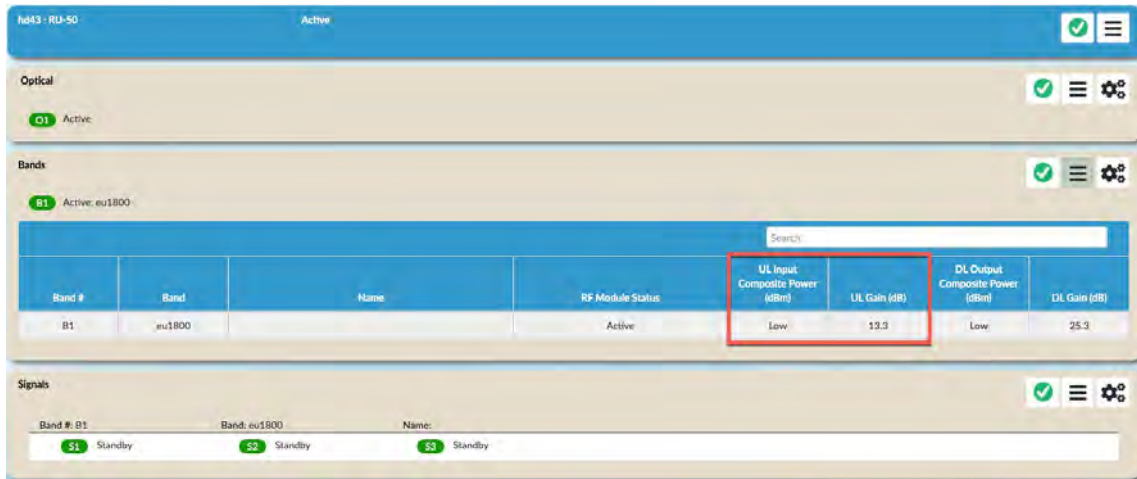 hd43 : RU-50 Active
Optical
O1 Active
Bands
B1 Active: eu1800
Search
Band # Band Name RF Module Status UL Input Composite Power (dBm) UL Gain (dB) DL Output Composite Power (dBm) DL Gain (dB)
B1 eu1800 Active Low 13.3 Low 25.3
Signals
Band #: B1 Band: eu1800 Name:
S1 Standby S2 Standby S3 Standby